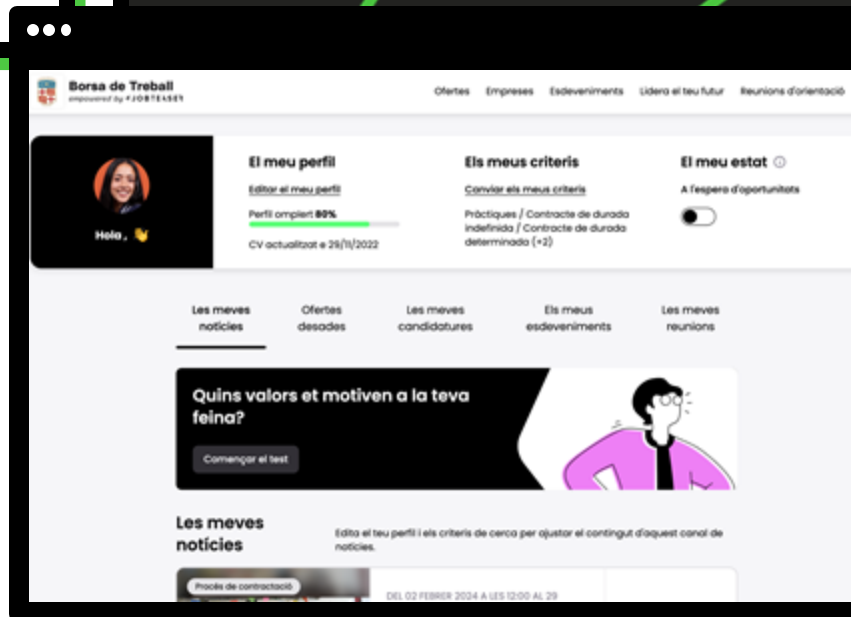 Borsa de Treball
empowered by JOBTEASER
Ofertes Empreses Esdeveniments Lidera el teu futur Reunions d'orientació
El meu perfil
Editar el meu perfil
Perfil omplert 80%
CV actualitzat e 29/11/2022
Els meus criteris
Canviar els meus criteris
Pràctiques / Contracte de durada
indefinida / Contracte de durada
determinada (+2)
El meu estat
A l'espera d'oportunitats
Hola, 👋
Les meves
notícies
Ofertes
desades
Les meves
candidatures
Els meus
esdeveniments
Les meves
reunions
Quins valors et motiven a la teva
feina?
Començar el test
Les meves
notícies
Edita el teu perfil i els criteris de cerca per ajustar el contingut d'aquest canal de
notícies.
Procés de contractació
DEL 02 FEBRER 2024 A LES 12:00 AL 29